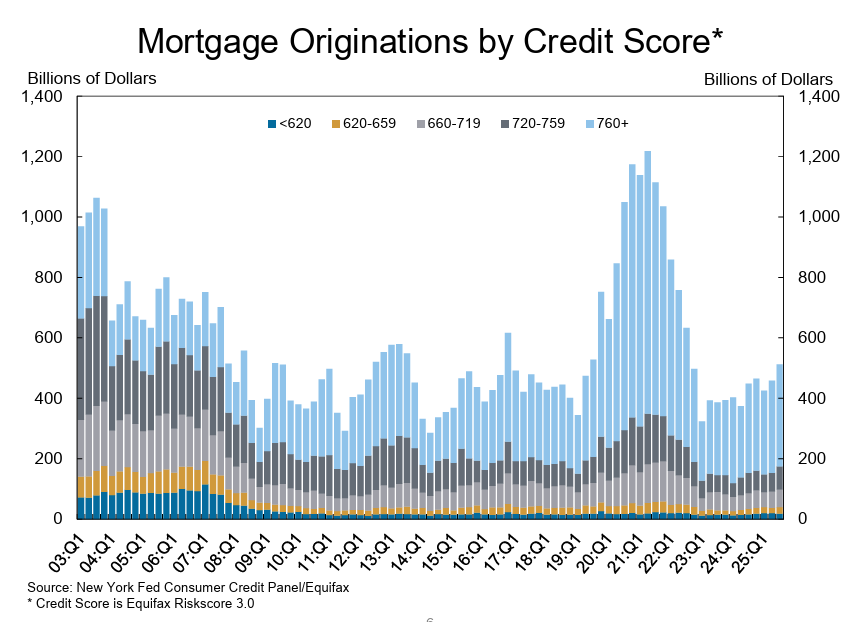 Mortgage Originations by Credit Score*
Billions of Dollars Billions of Dollars
<620 620-659 660-719 720-759 760+
1,400 1,400
1,200 1,200
1,000 1,000
800 800
600 600
400 400
200 200
0 0
03:Q1 04:Q1 05:Q1 06:Q1 07:Q1 08:Q1 09:Q1 10:Q1 11:Q1 12:Q1 13:Q1 14:Q1 15:Q1 16:Q1 17:Q1 18:Q1 19:Q1 20:Q1 21:Q1 22:Q1 23:Q1 24:Q1 25:Q1
Source: New York Fed Consumer Credit Panel/Equifax
* Credit Score is Equifax Riskscore 3.0